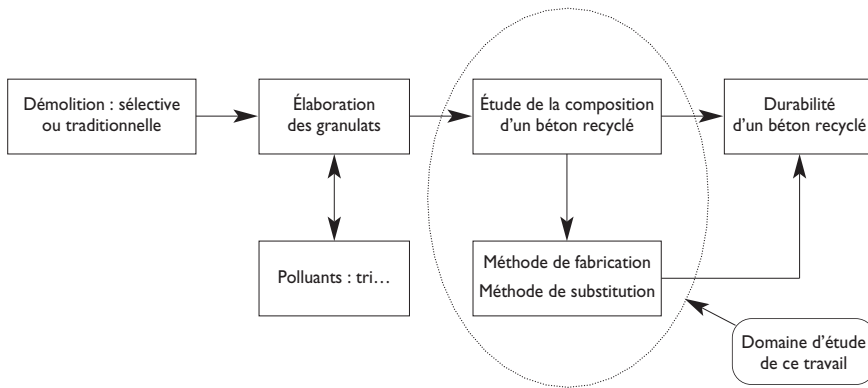 Démolition : sélective
ou traditionnelle
Élaboration
des granulats
Étude de la composition
d'un béton recyclé
Durabilité
d'un béton recyclé
Polluants : tri…
Méthode de fabrication
Méthode de substitution
Domaine d'étude
de ce travail